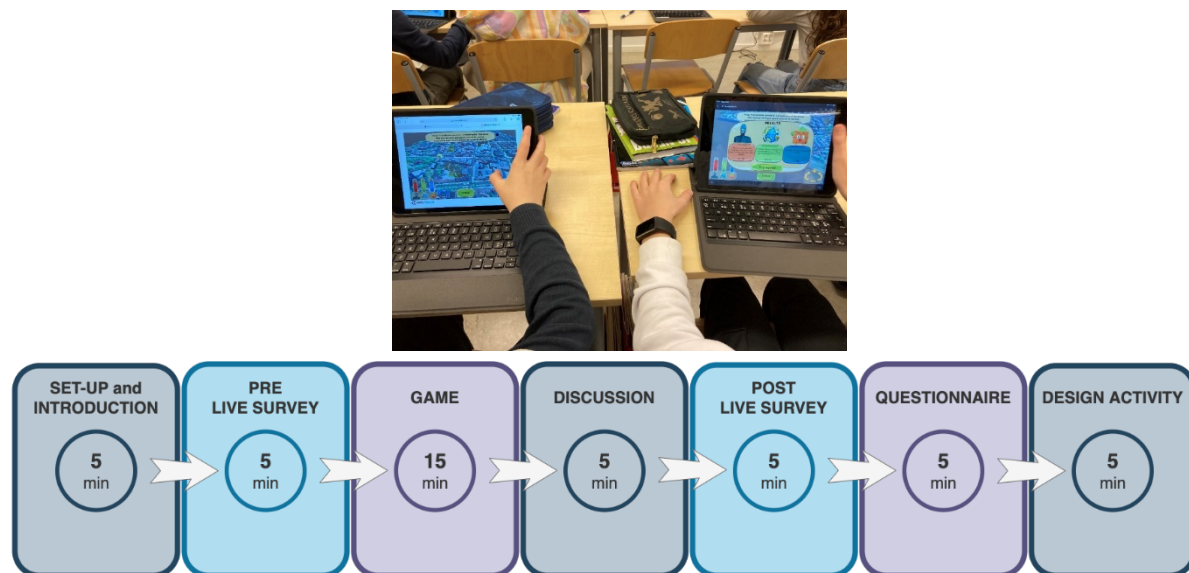 SET-UP and
INTRODUCTION
5
min
PRE
LIVE SURVEY
5
min
GAME
15
min
DISCUSSION
5
min
POST
LIVE SURVEY
5
min
QUESTIONNAIRE
5
min
DESIGN ACTIVITY
5
min